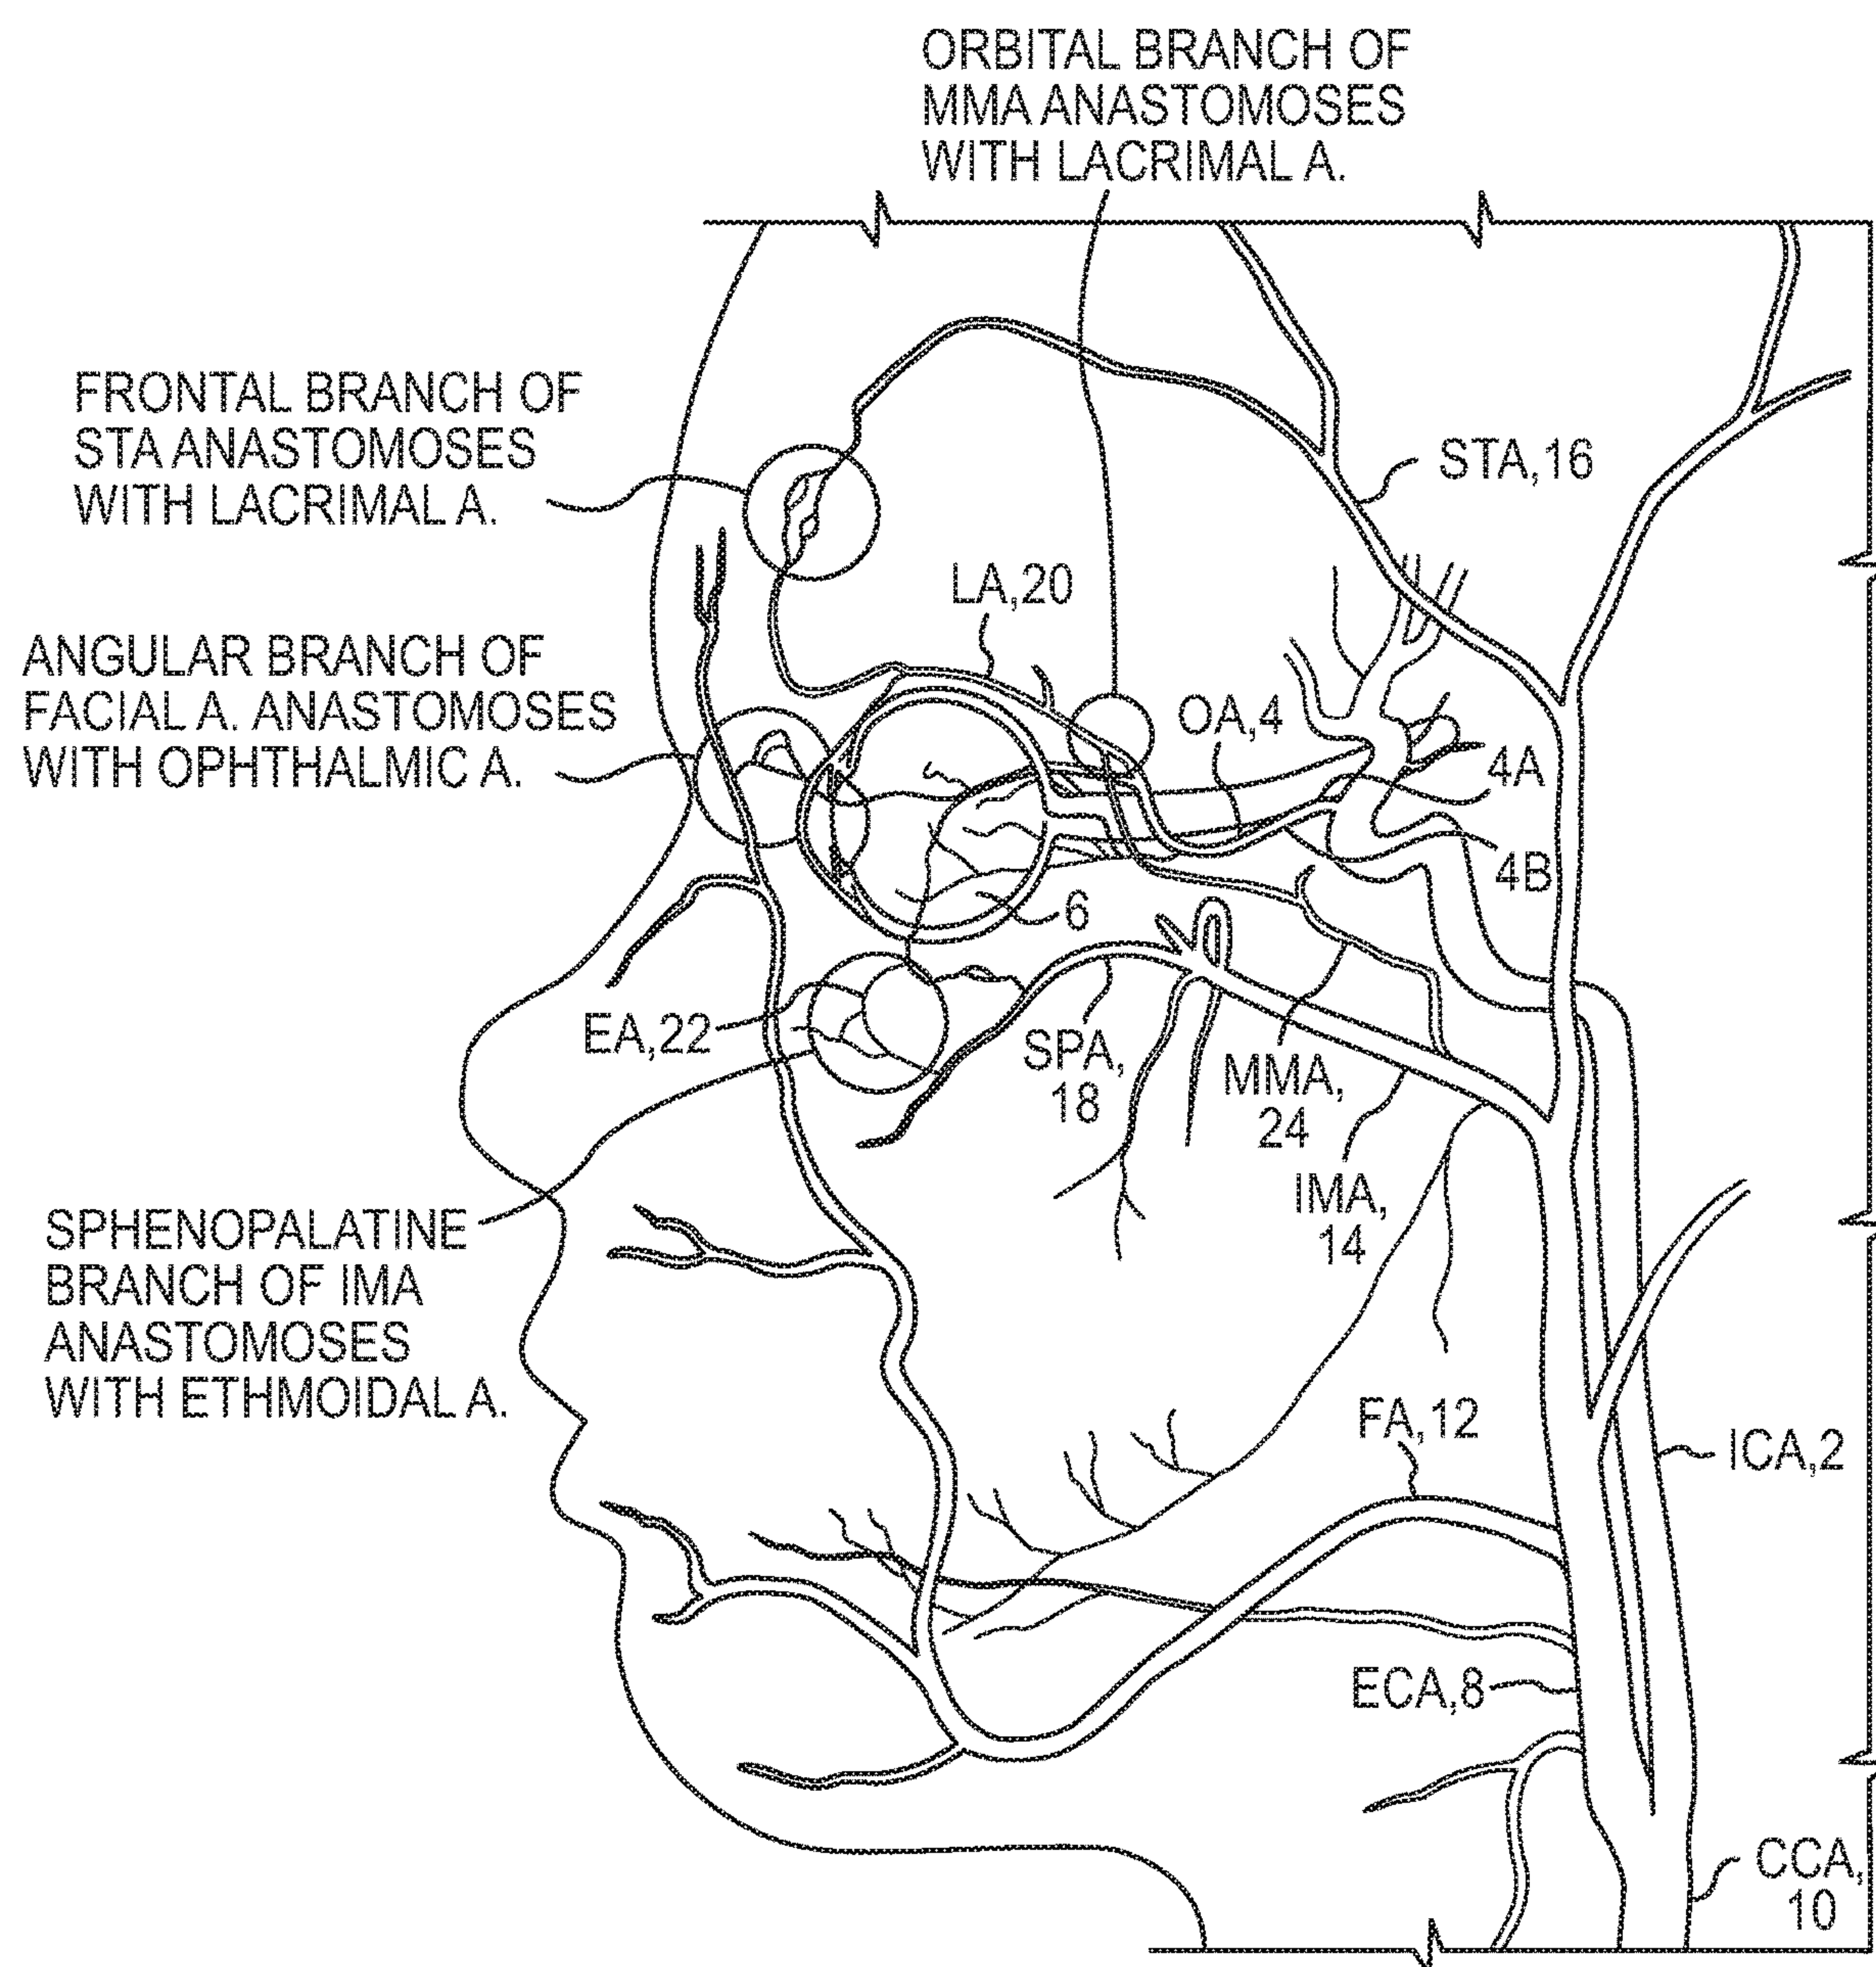 ORBITAL BRANCH OF
MMA ANASTOMOSES
WITH LACRIMAL A.
FRONTAL BRANCH OF
STA ANASTOMOSES
WITH LACRIMAL A.
STA,16
LA,20
ANGULAR BRANCH OF
FACIAL A. ANASTOMOSES
WITH OPHTHALMIC A.
OA,4
4A
4B
6
EA,22
SPA,
18
MMA,
24
IMA,
14
SPHENOPALATINE
BRANCH OF IMA
ANASTOMOSES
WITH ETHMOIDAL A.
FA,12
ICA,2
ECA,8
CCA,
10